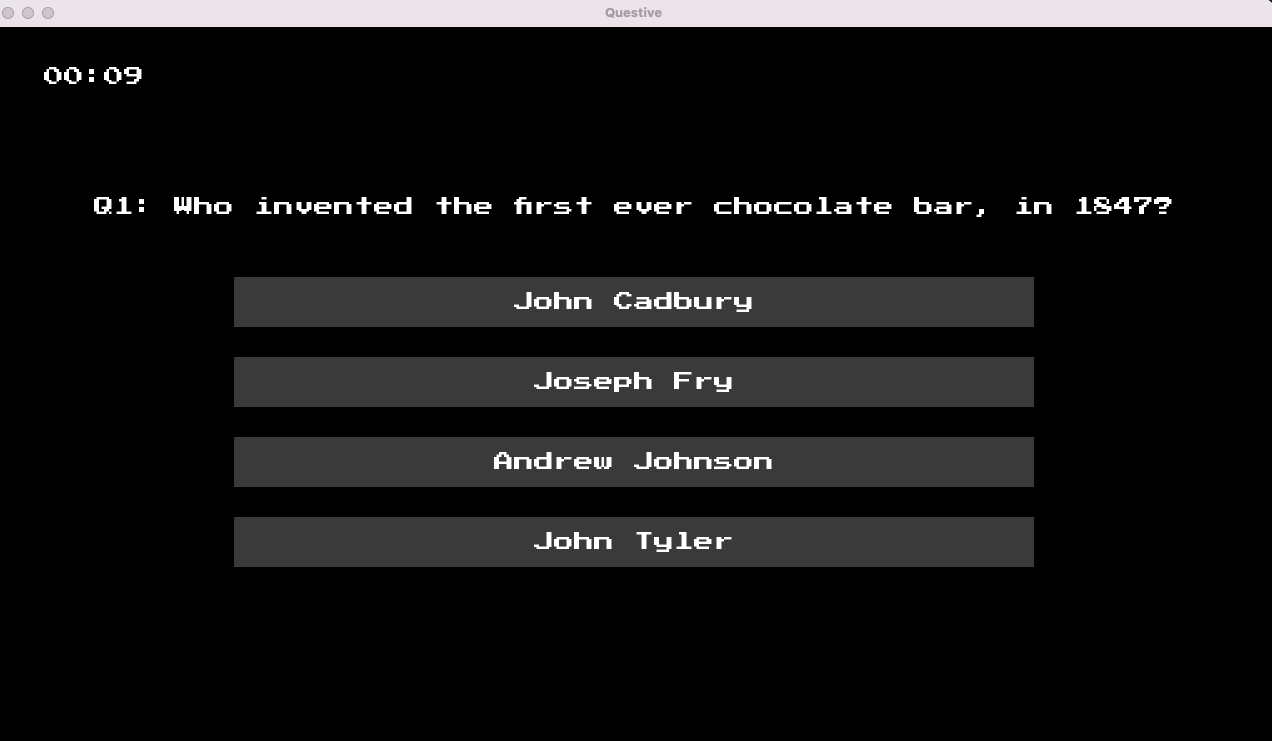 Questive
00:09
Q1: Who invented the first ever chocolate bar, in 1847?
John Cadbury
Joseph Fry
Andrew Johnson
John Tyler